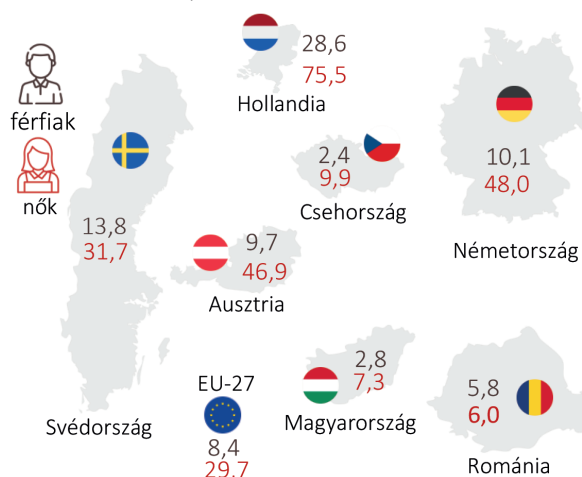 férfiak
nők
28,6
75,5
Hollandia
2,4
9,9
Csehország
10,1
48,0
Németország
13,8
31,7
Svédország
9,7
46,9
Ausztria
EU-27
8,4
29,7
2,8
7,3
Magyarország
5,8
6,0
Románia